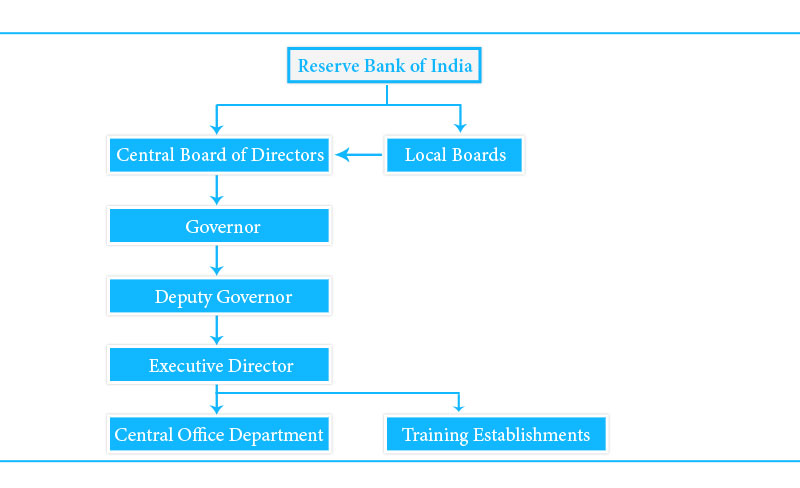 Reserve Bank of India
Central Board of Directors
Local Boards
Governor
Deputy Governor
Executive Director
Central Office Department
Training Establishments